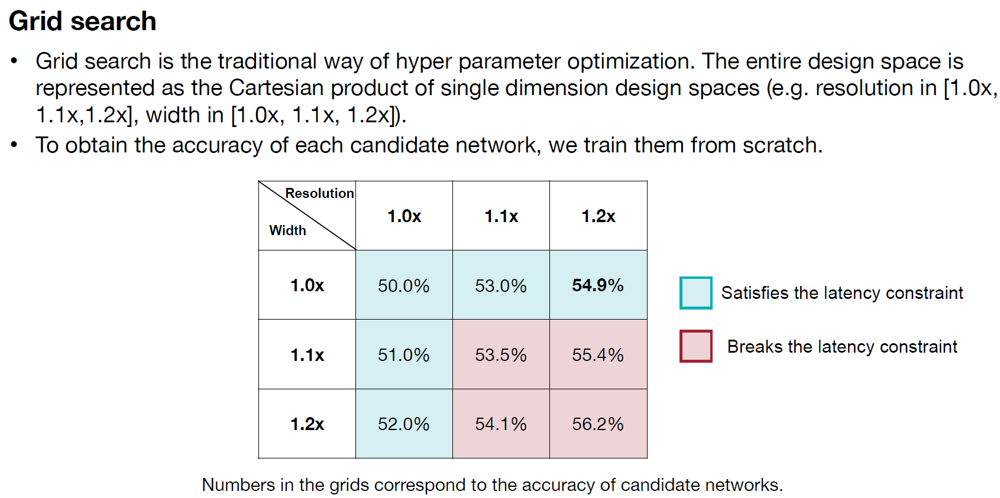 Grid search
• Grid search is the traditional way of hyper parameter optimization. The entire design space is
represented as the Cartesian product of single dimension design spaces (e.g. resolution in [1.0x,
1.1x,1.2x], width in [1.0x, 1.1x, 1.2x]).
• To obtain the accuracy of each candidate network, we train them from scratch.
Resolution
Width
1.0x 1.1x 1.2x
1.0x 50.0% 53.0% 54.9%
1.1x 51.0% 53.5% 55.4%
1.2x 52.0% 54.1% 56.2%
Satisfies the latency constraint
Breaks the latency constraint
Numbers in the grids correspond to the accuracy of candidate networks.